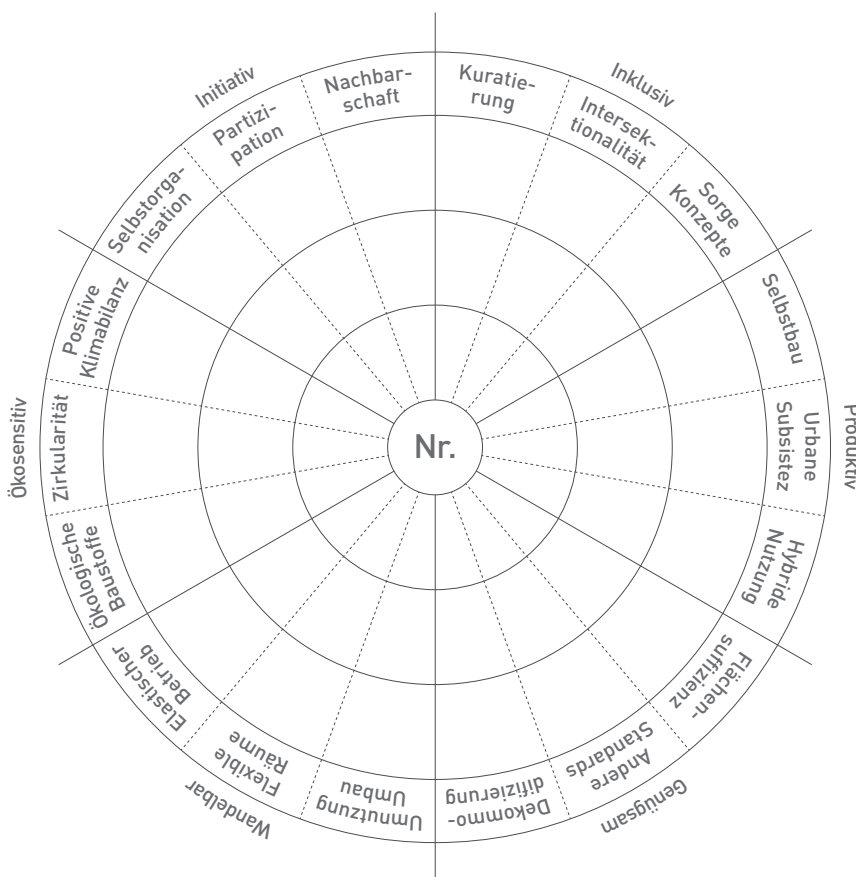 Initiativ
Inklusiv
Produktiv
Genügsam
Wandelbar
Ökosensitiv
Nachbar-
schaft
Kuratie-
rung
Intersek-
tionalität
Sorge
Konzepte
Selbstbau
Urbane
Subsistez
Hybride
Nutzung
Flächen-
suffizienz
Andere
Standards
Dekommo-
difizierung
Umnutzung
Umbau
Flexible
Räume
Elastischer
Betrieb
Ökologische
Baustoffe
Zirkularität
Positive
Klimabilanz
Selbstorga-
nisation
Partizi-
pation
Nr.